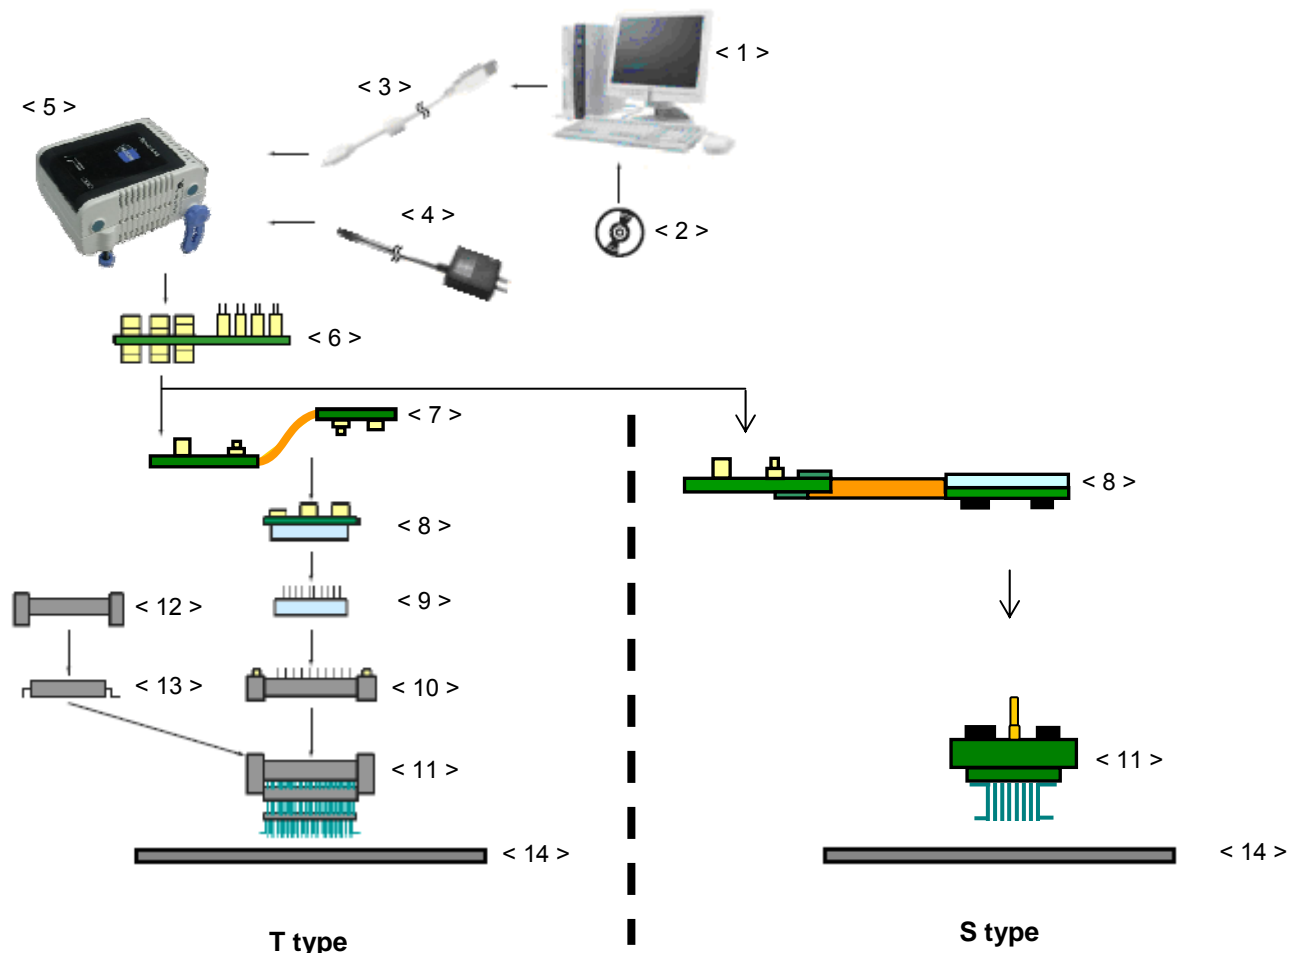 < 1 >
< 3 >
< 5 >
< 4 >
< 2 >
< 6 >
< 7 >
< 8 >
< 8 >
< 9 >
< 12 >
< 13 >
< 10 >
< 11 >
< 11 >
< 14 >
< 14 >
T type
S type